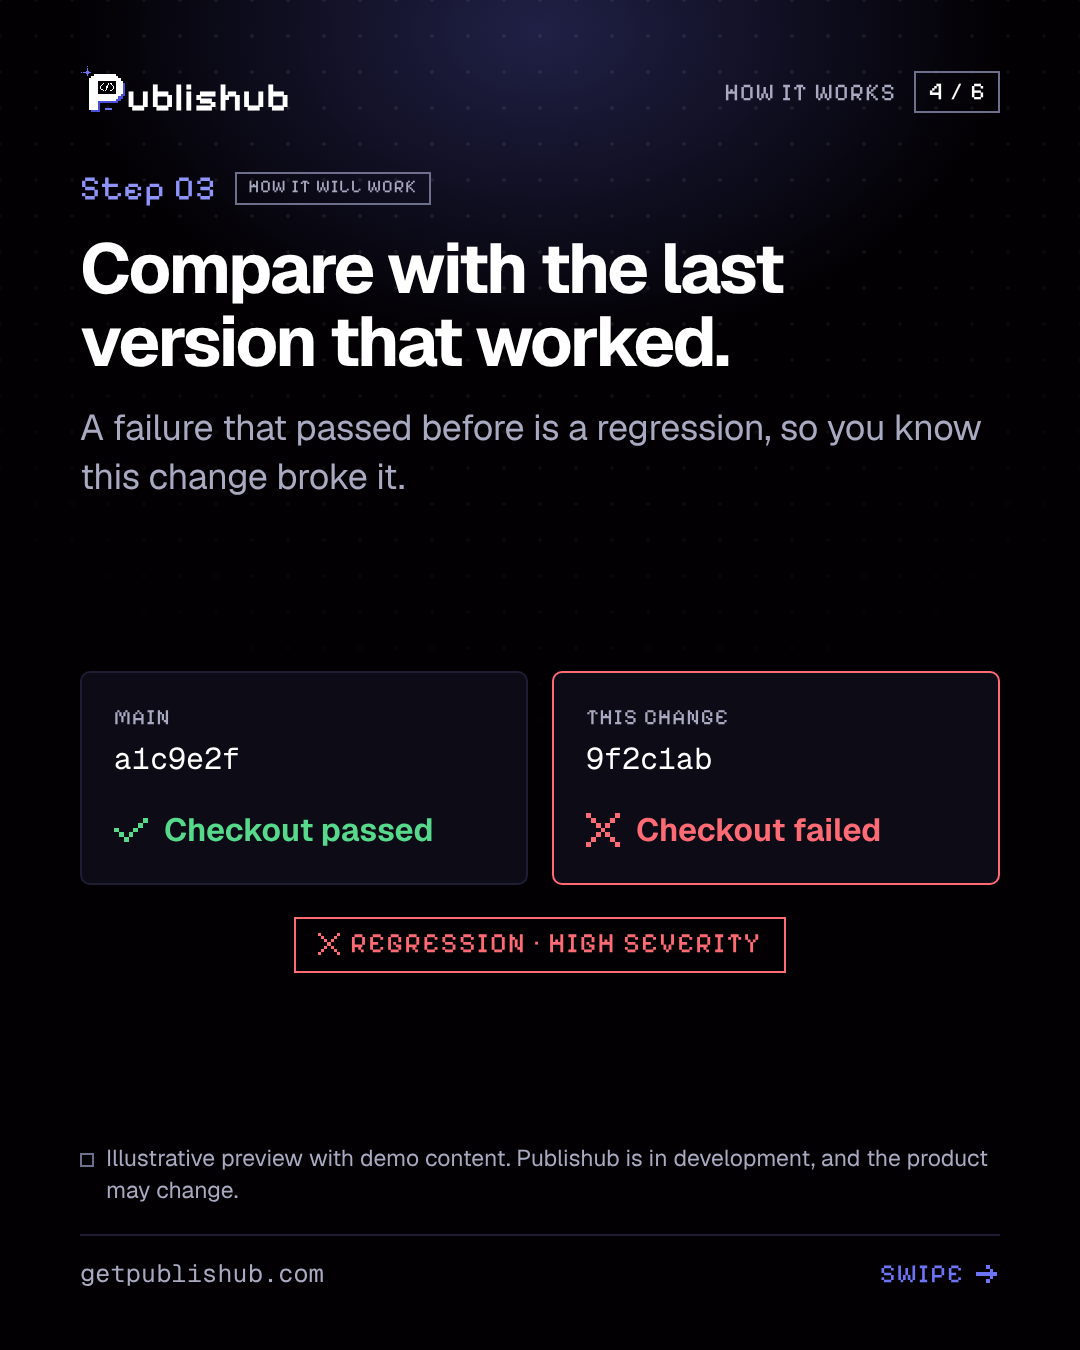 Publishub
HOW IT WORKS
4 / 6
Step 03
HOW IT WILL WORK
Compare with the last
version that worked.
A failure that passed before is a regression, so you know
this change broke it.
MAIN
a1c9e2f
Checkout passed
THIS CHANGE
9f2c1ab
Checkout failed
REGRESSION · HIGH SEVERITY
Illustrative preview with demo content. Publishub is in development, and the product
may change.
getpublishub.com
SWIPE →